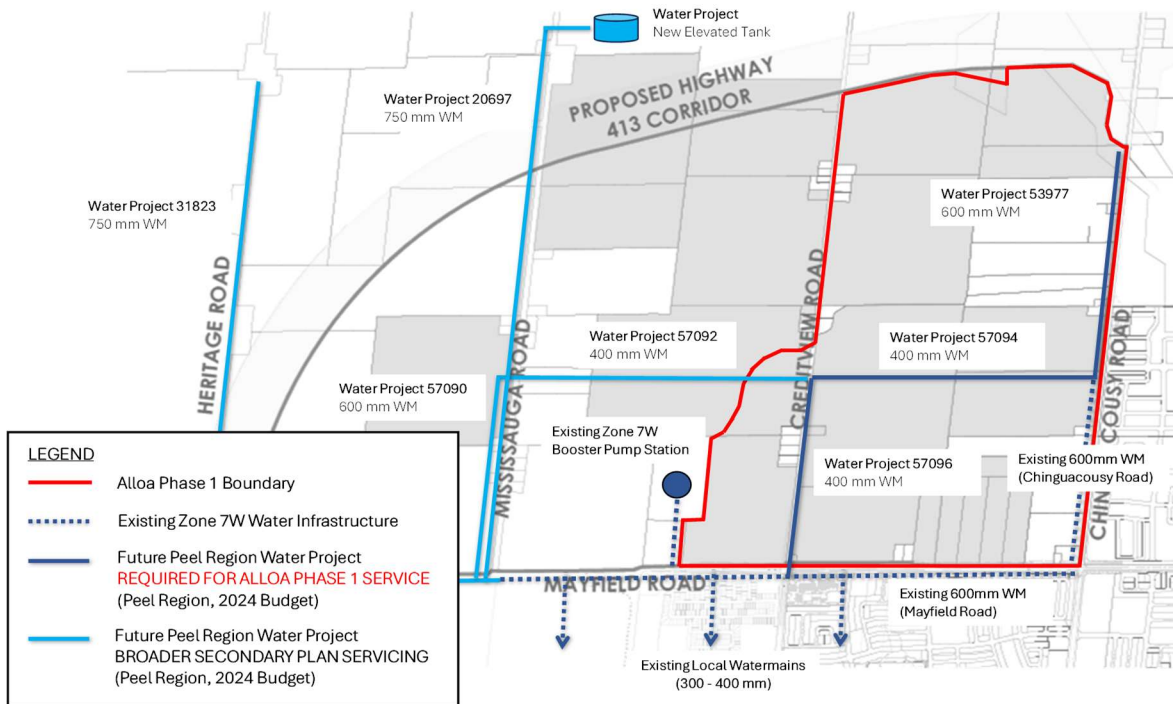 Water Project
New Elevated Tank
PROPOSED HIGHWAY
413 CORRIDOR
Water Project 20697
750 mm WM
Water Project 31823
750 mm WM
Water Project 53977
600 mm WM
HERITAGE ROAD
MISSISSAUGA ROAD
CREDITVIEW ROAD
CHINGUACOUSY ROAD
Water Project 57092
400 mm WM
Water Project 57094
400 mm WM
Water Project 57090
600 mm WM
Existing Zone 7W
Booster Pump Station
Water Project 57096
400 mm WM
Existing 600mm WM
(Chinguacousy Road)
MAYFIELD ROAD
Existing 600mm WM
(Mayfield Road)
Existing Local Watermains
(300 - 400 mm)
LEGEND
Alloa Phase 1 Boundary
Existing Zone 7W Water Infrastructure
Future Peel Region Water Project
REQUIRED FOR ALLOA PHASE 1 SERVICE
(Peel Region, 2024 Budget)
Future Peel Region Water Project
BROADER SECONDARY PLAN SERVICING
(Peel Region, 2024 Budget)